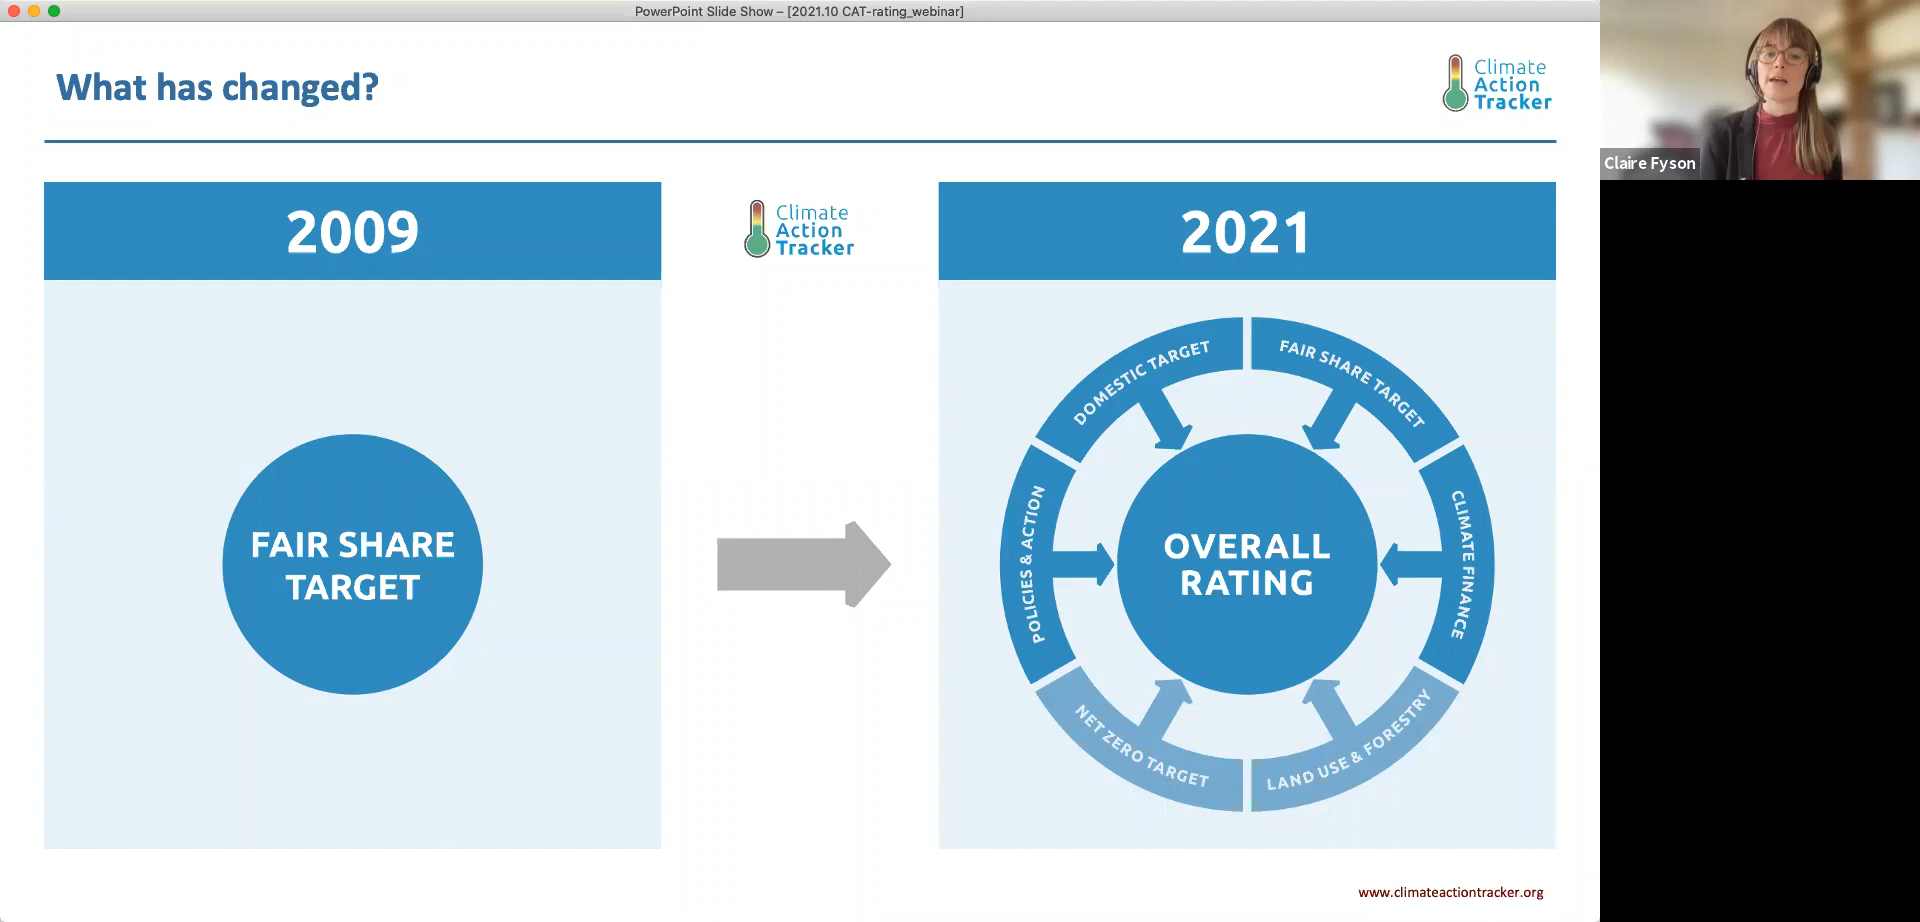 PowerPoint Slide Show – [2021.10 CAT-rating_webinar]
What has changed?
Climate
Action
Tracker
Claire Fyson
2009
Climate
Action
Tracker
2021
FAIR SHARE
TARGET
DOMESTIC TARGET
FAIR SHARE TARGET
POLICIES & ACTION
CLIMATE FINANCE
OVERALL
RATING
NET ZERO TARGET
LAND USE & FORESTRY
www.climateactiontracker.org